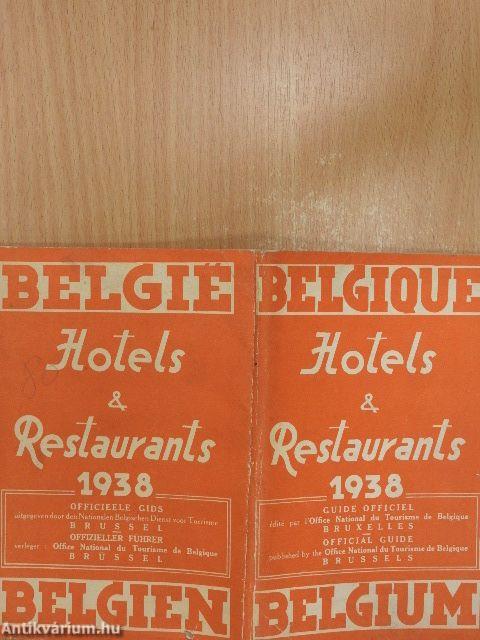 BELGIË
Hotels
&
Restaurants
1938
OFFICIEELE GIDS
uitgegeven door den Nationalen Belgischen Dienst voor Toerisme
BRUSSEL
OFFIZIELLER FÜHRER
verleger : Office National du Tourisme de Belgique
BRUSSEL
BELGIEN
BELGIQUE
Hotels
&
Restaurants
1938
GUIDE OFFICIEL
édité par l'Office National du Tourisme de Belgique
BRUXELLES
OFFICIAL GUIDE
published by the Office National du Tourisme de Belgique
BRUSSELS
BELGIUM
Antikvárium.hu